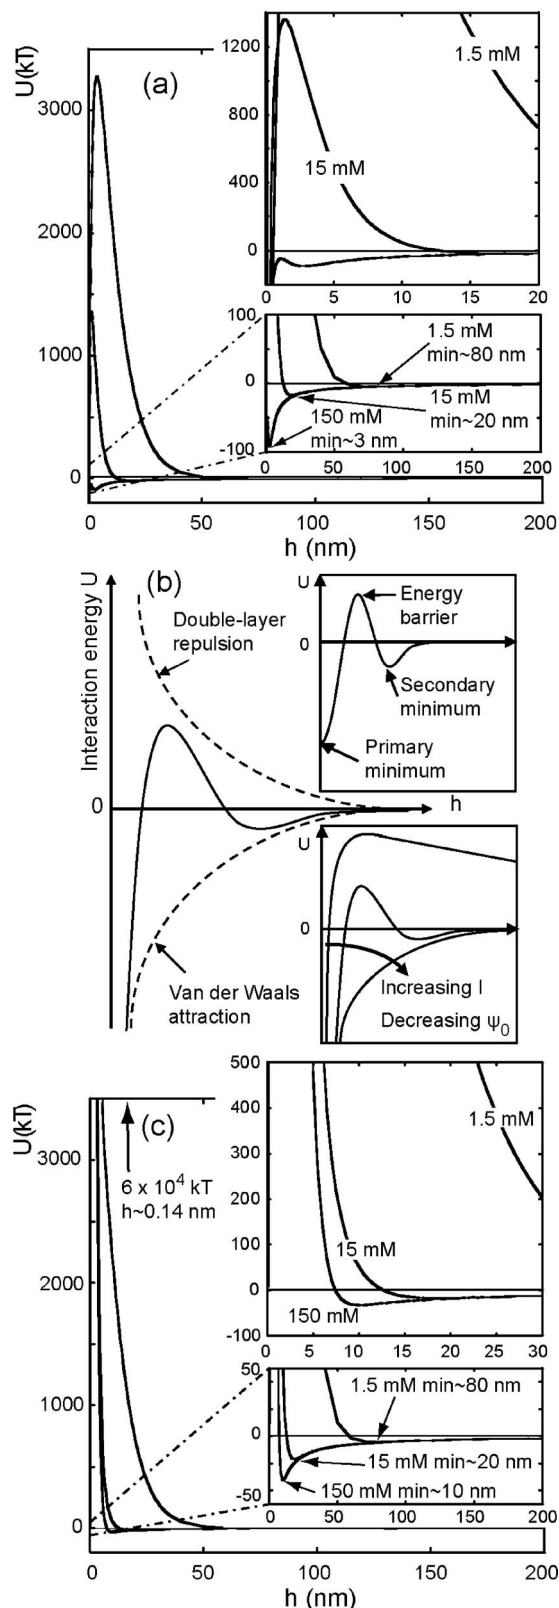 (a)
U(kT)
3000
2000
1000
0
0
50
100
150
200
h (nm)
1200
800
400
0
0
5
10
15
20
1.5 mM
15 mM
100
0
-100
0
50
100
150
200
1.5 mM
min~80 nm
15 mM
min~20 nm
150 mM
min~3 nm
(b)
Interaction energy U
0
h
Double-layer
repulsion
Van der Waals
attraction
U
0
Energy
barrier
Secondary
minimum
Primary
minimum
U
0
Increasing I
Decreasing ψ0
(c)
U(kT)
3000
2000
1000
0
0
50
100
150
200
h (nm)
6 x 10^4 kT
h~0.14 nm
500
400
300
200
100
0
-100
0
5
10
15
20
25
30
1.5 mM
15 mM
150 mM
50
0
-50
0
50
100
150
200
1.5 mM min~80 nm
15 mM min~20 nm
150 mM min~10 nm